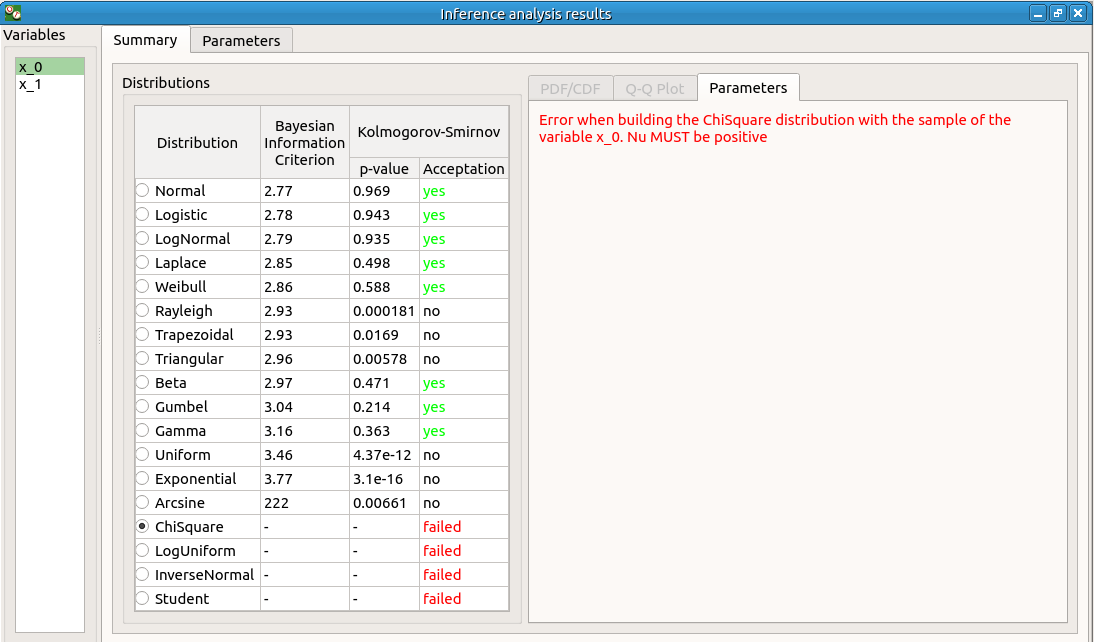 Inference analysis results
Variables
x_0
x_1
Summary
Parameters
Distributions
Distribution
Bayesian
Information
Criterion
Kolmogorov-Smirnov
p-value
Acceptation
Normal 2.77 0.969 yes
Logistic 2.78 0.943 yes
LogNormal 2.79 0.935 yes
Laplace 2.85 0.498 yes
Weibull 2.86 0.588 yes
Rayleigh 2.93 0.000181 no
Trapezoidal 2.93 0.0169 no
Triangular 2.96 0.00578 no
Beta 2.97 0.471 yes
Gumbel 3.04 0.214 yes
Gamma 3.16 0.363 yes
Uniform 3.46 4.37e-12 no
Exponential 3.77 3.1e-16 no
Arcsine 222 0.00661 no
ChiSquare - - failed
LogUniform - - failed
InverseNormal - - failed
Student - - failed
PDF/CDF
Q-Q Plot
Parameters
Error when building the ChiSquare distribution with the sample of the
variable x_0. Nu MUST be positive